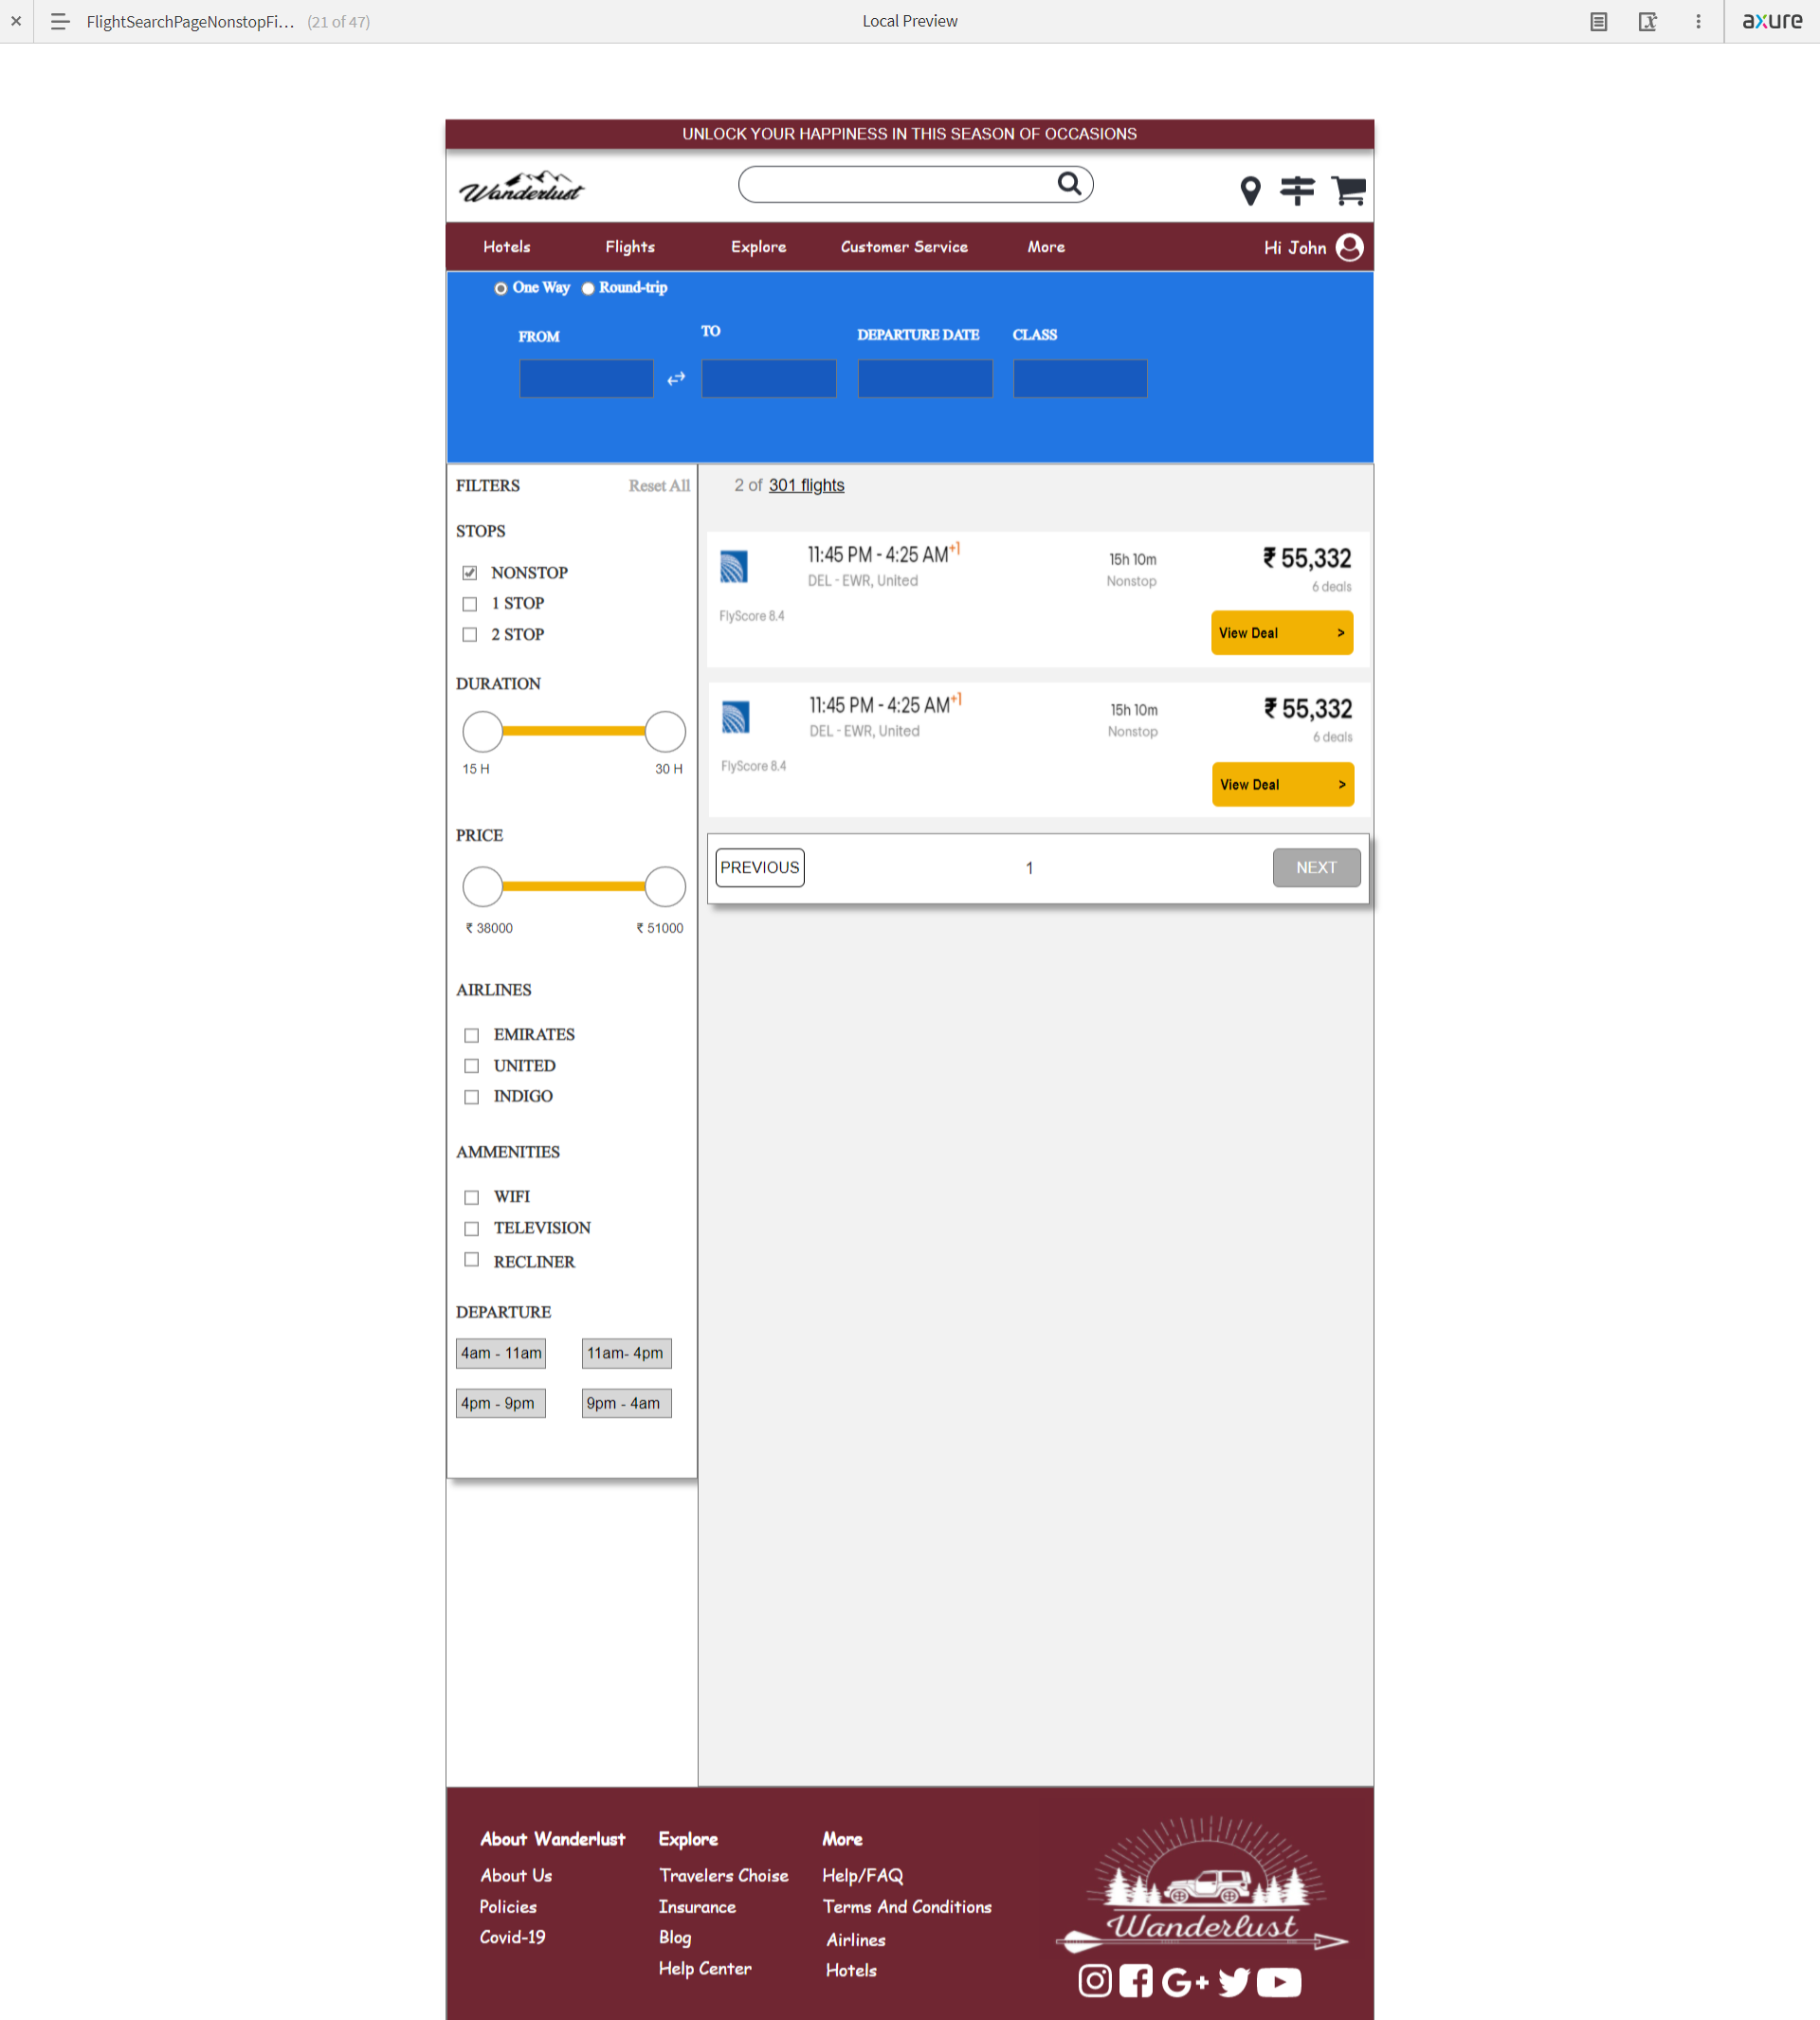 FlightSearchPageNonstopFi... (21 of 47)
Local Preview
axure
UNLOCK YOUR HAPPINESS IN THIS SEASON OF OCCASIONS
Wanderlust
Hotels Flights Explore Customer Service More Hi John
One Way Round-trip
FROM TO DEPARTURE DATE CLASS
FILTERS Reset All
STOPS
NONSTOP
1 STOP
2 STOP
DURATION
15 H 30 H
PRICE
₹ 38000 ₹ 51000
AIRLINES
EMIRATES
UNITED
INDIGO
AMMENITIES
WIFI
TELEVISION
RECLINER
DEPARTURE
4am - 11am 11am- 4pm
4pm - 9pm 9pm - 4am
2 of 301 flights
11:45 PM - 4:25 AM+1 15h 10m ₹ 55,332
DEL - EWR, United Nonstop 6 deals
FlyScore 8.4
View Deal >
11:45 PM - 4:25 AM+1 15h 10m ₹ 55,332
DEL - EWR, United Nonstop 6 deals
FlyScore 8.4
View Deal >
PREVIOUS 1 NEXT
About Wanderlust
About Us
Policies
Covid-19
Explore
Travelers Choise
Insurance
Blog
Help Center
More
Help/FAQ
Terms And Conditions
Airlines
Hotels
Wanderlust
G+